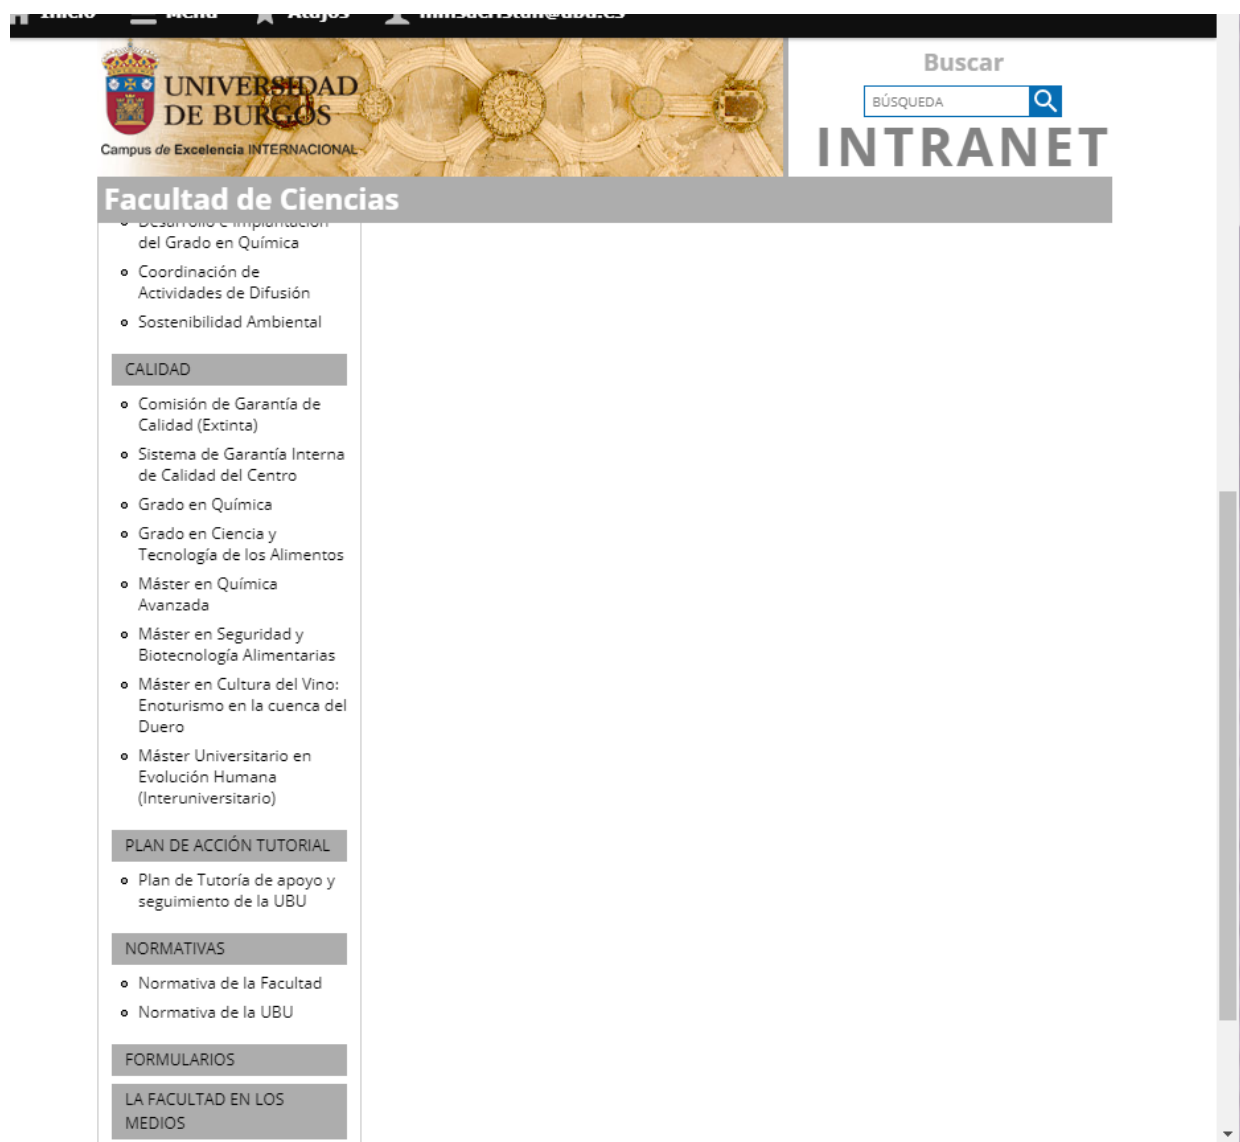 Inicio Menú Atajos
UNIVERSIDAD
DE BURGOS
Campus de Excelencia INTERNACIONAL
Buscar
BÚSQUEDA
INTRANET
Facultad de Ciencias
Desarrollo e Implantación
del Grado en Química
Coordinación de
Actividades de Difusión
Sostenibilidad Ambiental
CALIDAD
Comisión de Garantía de
Calidad (Extinta)
Sistema de Garantía Interna
de Calidad del Centro
Grado en Química
Grado en Ciencia y
Tecnología de los Alimentos
Máster en Química
Avanzada
Máster en Seguridad y
Biotecnología Alimentarias
Máster en Cultura del Vino:
Enoturismo en la cuenca del
Duero
Máster Universitario en
Evolución Humana
(Interuniversitario)
PLAN DE ACCIÓN TUTORIAL
Plan de Tutoría de apoyo y
seguimiento de la UBU
NORMATIVAS
Normativa de la Facultad
Normativa de la UBU
FORMULARIOS
LA FACULTAD EN LOS
MEDIOS